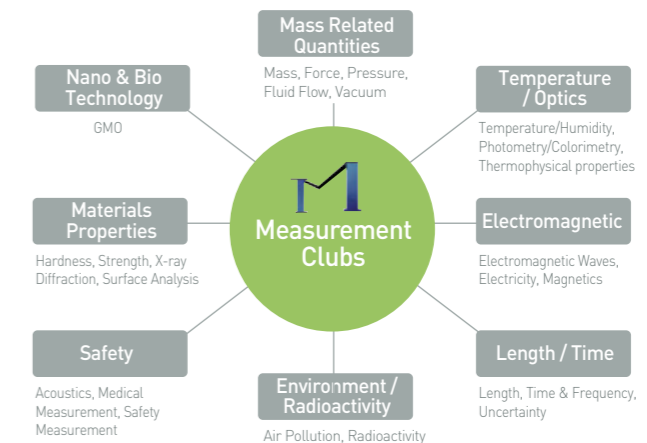 Mass Related
Quantities
Mass, Force, Pressure,
Fluid Flow, Vacuum
Nano & Bio
Technology
GMO
Temperature
/ Optics
Temperature/Humidity,
Photometry/Colorimetry,
Thermophysical properties
Measurement
Clubs
Materials
Properties
Hardness, Strength, X-ray
Diffraction, Surface Analysis
Electromagnetic
Electromagnetic Waves,
Electricity, Magnetics
Safety
Acoustics, Medical
Measurement, Safety
Measurement
Environment /
Radioactivity
Air Pollution, Radioactivity
Length / Time
Length, Time & Frequency,
Uncertainty